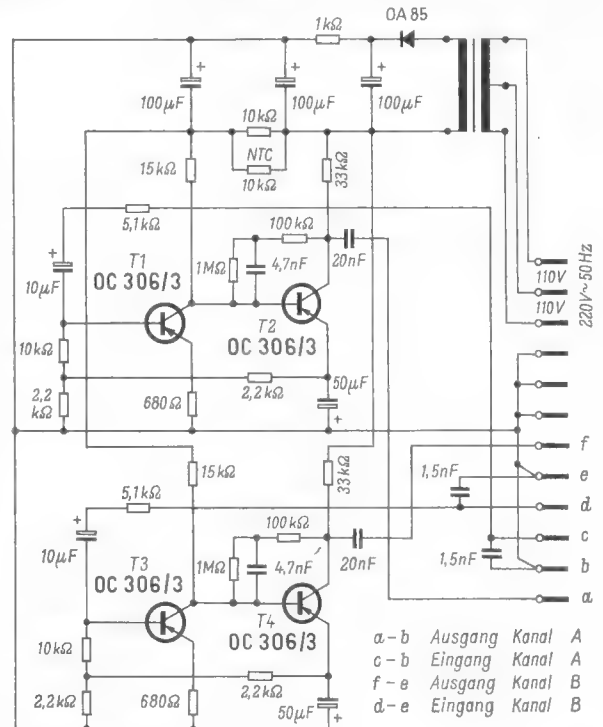 OA 85
1kΩ
+
+
+
100μF
100μF
100μF
10kΩ
NTC
10kΩ
15kΩ
33kΩ
5,1kΩ
100kΩ
+
T1
1MΩ
4,7nF
20nF
10μF
OC 306/3
110V
110V
220V~50Hz
T2
OC 306/3
10kΩ
2,2
kΩ
680Ω
2,2kΩ
50μF
+
f
15kΩ
33kΩ
1,5nF
e
5,1kΩ
d
+
100kΩ
10μF
T3
1MΩ
4,7nF
20nF
1,5nF
c
OC 306/3
b
T4
OC 306/3
a
10kΩ
2,2kΩ
680Ω
2,2kΩ
50μF
+
a-b Ausgang Kanal A
c-b Eingang Kanal A
f-e Ausgang Kanal B
d-e Eingang Kanal B